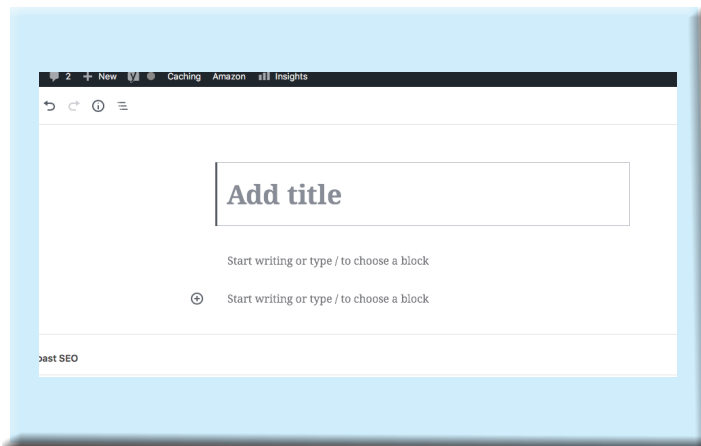 2 + New Caching Amazon Insights
Add title
Start writing or type / to choose a block
Start writing or type / to choose a block
oast SEO